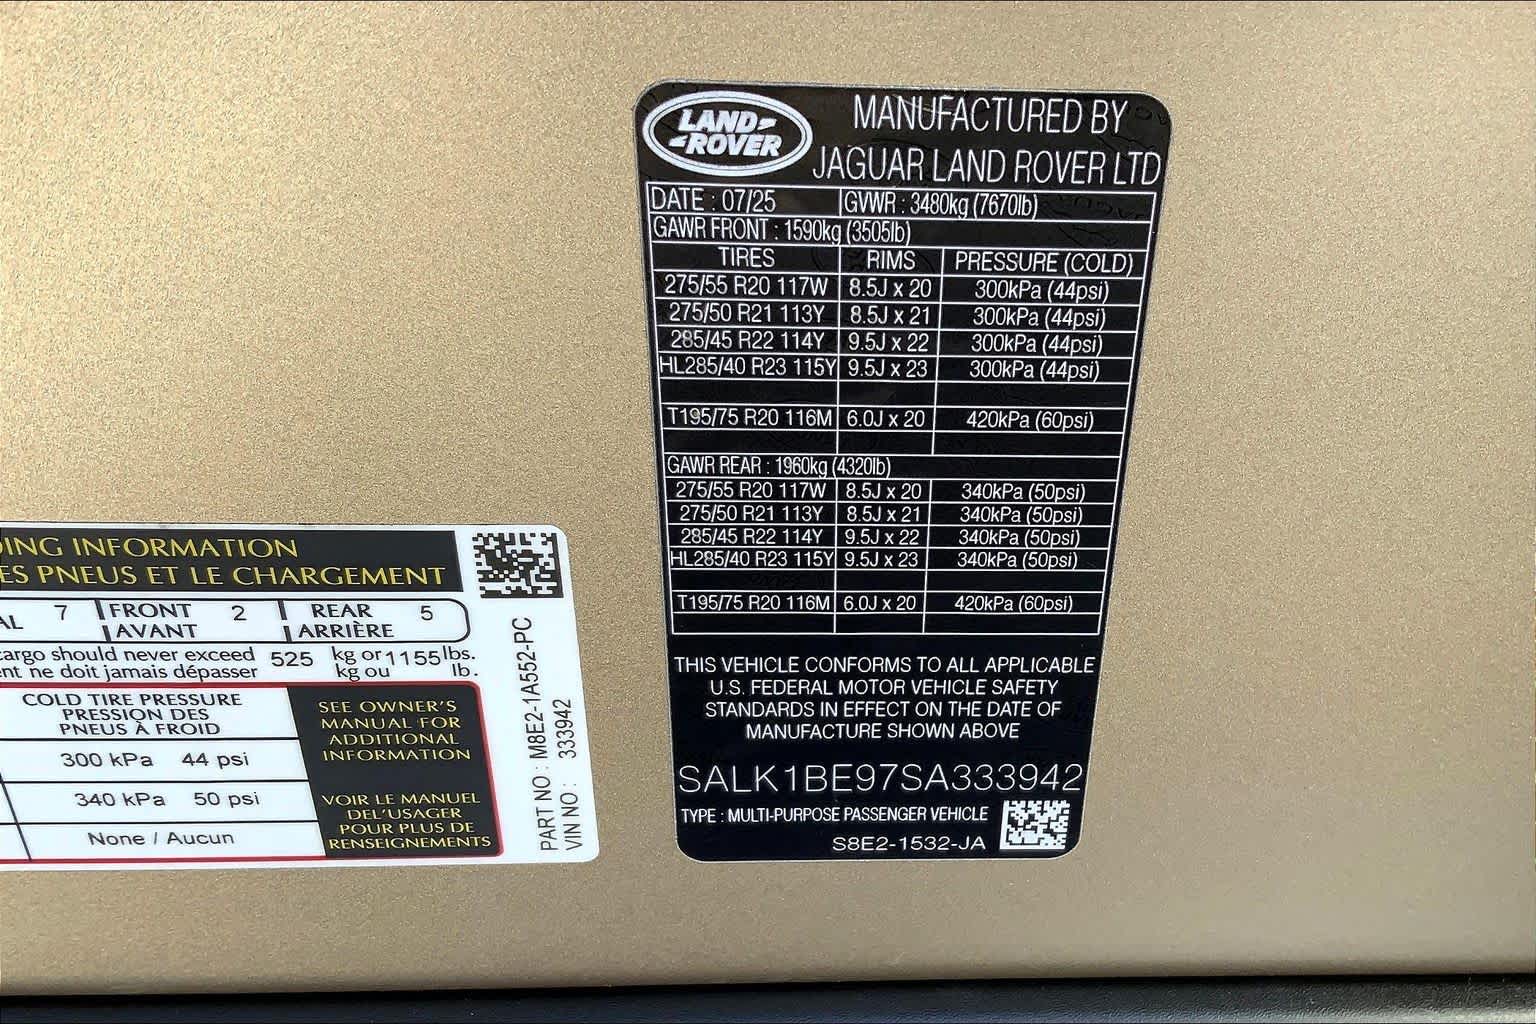 LAND-
-ROVER
MANUFACTURED BY
JAGUAR LAND ROVER LTD
DATE : 07/25 GVWR : 3480kg (7670lb)
GAWR FRONT : 1590kg (3505lb)
TIRES RIMS PRESSURE (COLD)
275/55 R20 117W 8.5J x 20 300kPa (44psi)
275/50 R21 113Y 8.5J x 21 300kPa (44psi)
285/45 R22 114Y 9.5J x 22 300kPa (44psi)
HL285/40 R23 115Y 9.5J x 23 300kPa (44psi)
T195/75 R20 116M 6.0J x 20 420kPa (60psi)
GAWR REAR : 1960kg (4320lb)
275/55 R20 117W 8.5J x 20 340kPa (50psi)
275/50 R21 113Y 8.5J x 21 340kPa (50psi)
285/45 R22 114Y 9.5J x 22 340kPa (50psi)
HL285/40 R23 115Y 9.5J x 23 340kPa (50psi)
T195/75 R20 116M 6.0J x 20 420kPa (60psi)
THIS VEHICLE CONFORMS TO ALL APPLICABLE
U.S. FEDERAL MOTOR VEHICLE SAFETY
STANDARDS IN EFFECT ON THE DATE OF
MANUFACTURE SHOWN ABOVE
SALK1BE97SA333942
TYPE : MULTI-PURPOSE PASSENGER VEHICLE
S8E2-1532-JA
DING INFORMATION
ES PNEUS ET LE CHARGEMENT
AL 7 FRONT 2 REAR 5
AVANT ARRIÈRE
cargo should never exceed 525 kg or 1155 lbs.
ent ne doit jamais dépasser kg ou lb.
COLD TIRE PRESSURE
PRESSION DES
PNEUS À FROID
300 kPa 44 psi
340 kPa 50 psi
None / Aucun
SEE OWNER'S
MANUAL FOR
ADDITIONAL
INFORMATION
VOIR LE MANUEL
DEL'USAGER
POUR PLUS DE
RENSEIGNEMENTS
PART NO : M8E2-1A552-PC
VIN NO : 333942